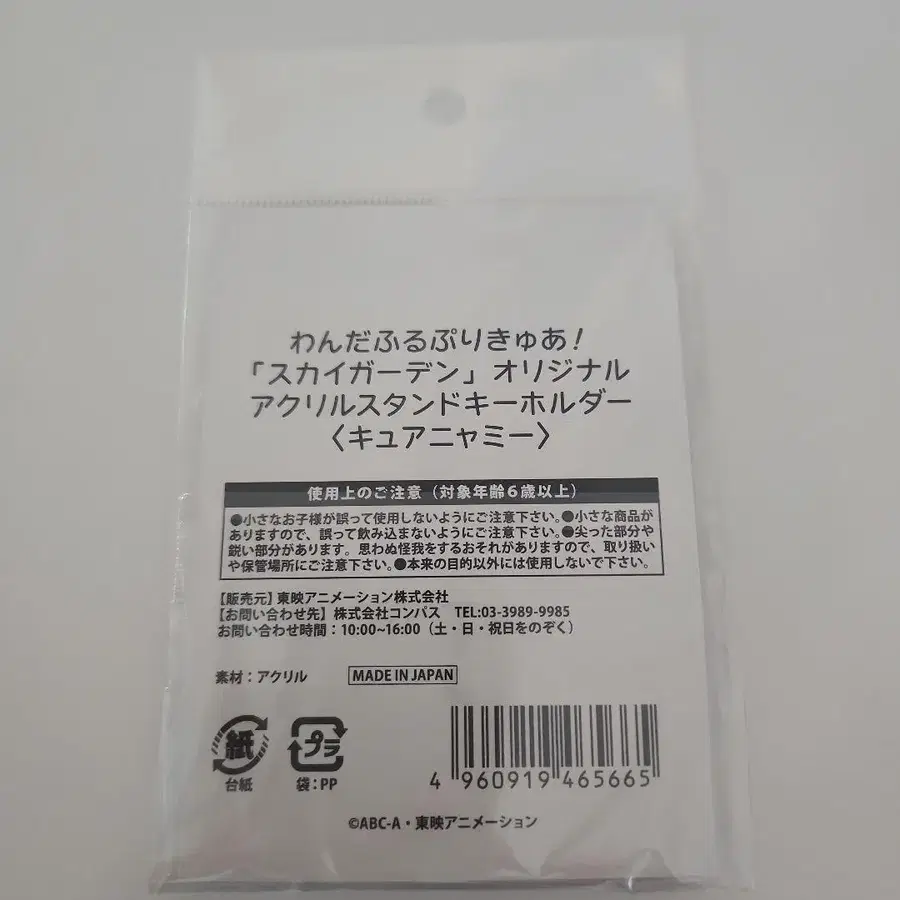 わんだふるぷりきゅあ!
「スカイガーデン」オリジナル
アクリルスタンドキーホルダー
〈キュアニャミー〉
使用上のご注意(対象年齢6歳以上)
●小さなお子様が誤って使用しないようにご注意下さい。●小さな商品が
ありますので、誤って飲み込まないようにご注意下さい。●尖った部分や
鋭い部分があります。思わぬ怪我をするおそれがありますので、取り扱い
や保管場所にご注意下さい。●本来の目的以外には使用しないで下さい。
【販売元】東映アニメーション株式会社
【お問い合わせ先】株式会社コンパス TEL:03-3989-9985
お問い合わせ時間:10:00~16:00(土・日・祝日をのぞく)
素材:アクリル MADE IN JAPAN
紙 プラ
台紙 袋:PP
4 960919 465665
©ABC-A・東映アニメーション